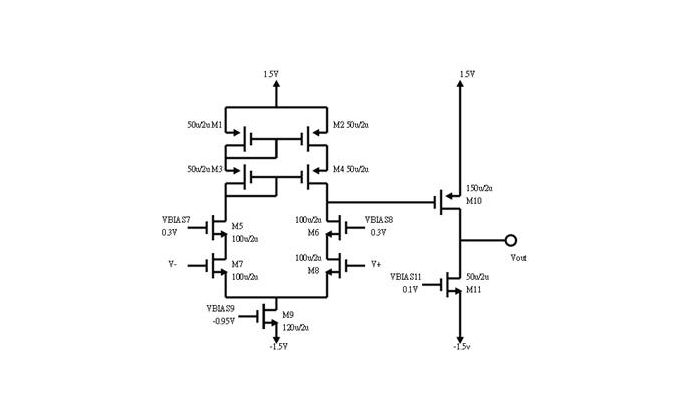 1.5V
1.5V
50u/2u M1
M2 50u/2u
50u/2u M3
M4 50u/2u
150u/2u
M10
VBIAS7
0.3V
M5
100u/2u
100u/2u
M6
VBIAS8
0.3V
V-
M7
100u/2u
100u/2u
M8
V+
Vout
VBIAS11
0.1V
50u/2u
M11
VBIAS9
-0.95V
M9
120u/2u
-1.5V
-1.5v